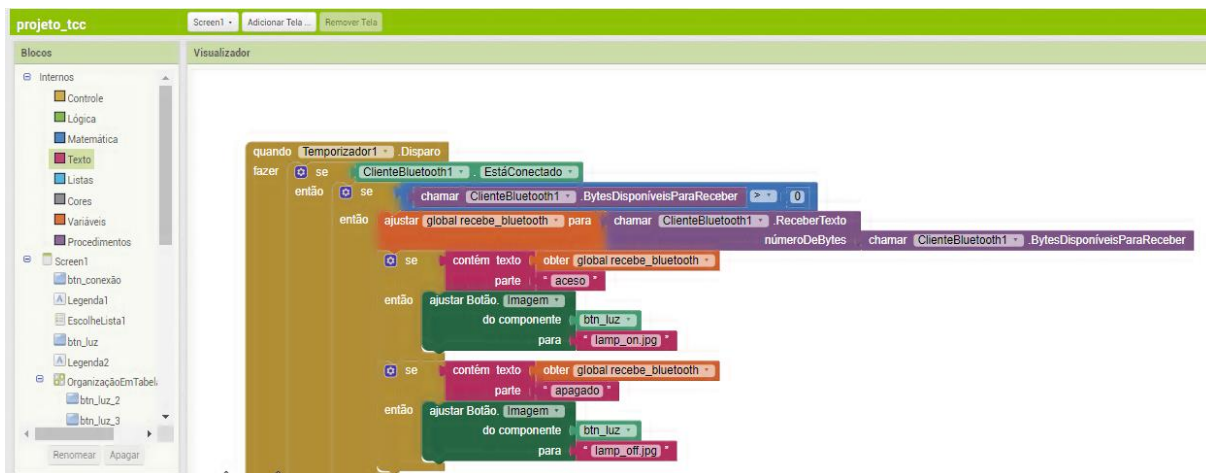 projeto_tcc
Screen1 Adicionar Tela ... Remover Tela
Blocos
Visualizador
Internos
Controle
Lógica
Matemática
Texto
Listas
Cores
Variáveis
Procedimentos
Screen1
btn_conexão
Legenda1
EscolheLista1
btn_luz
Legenda2
OrganizaçãoEmTabel
btn_luz_2
btn_luz_3
Renomear Apagar
quando Temporizador1 .Disparo
fazer se ClienteBluetooth1 . EstáConectado
então se chamar ClienteBluetooth1 .BytesDisponíveisParaReceber > 0
então ajustar global recebe_bluetooth para chamar ClienteBluetooth1 .ReceberTexto
númeroDeBytes chamar ClienteBluetooth1 .BytesDisponíveisParaReceber
se contém texto obter global recebe_bluetooth
parte " aceso "
então ajustar Botão. Imagem
do componente btn_luz
para " lamp_on.jpg "
se contém texto obter global recebe_bluetooth
parte " apagado "
então ajustar Botão. Imagem
do componente btn_luz
para " lamp_off.jpg "